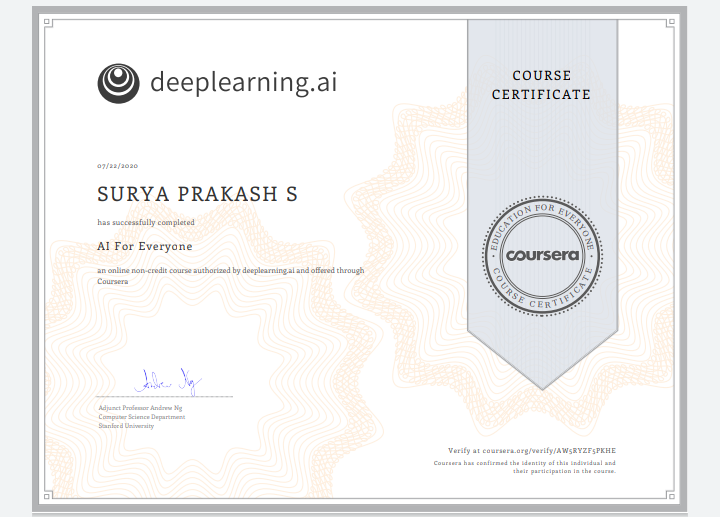 deeplearning.ai
COURSE
CERTIFICATE
07/22/2020
SURYA PRAKASH S
has successfully completed
AI For Everyone
an online non-credit course authorized by deeplearning.ai and offered through
Coursera
EDUCATION FOR EVERYONE
coursera
COURSE CERTIFICATE
Andrew Ng
Adjunct Professor Andrew Ng
Computer Science Department
Stanford University
Verify at coursera.org/verify/AW5RYZF5PKHE
Coursera has confirmed the identity of this individual and
their participation in the course.